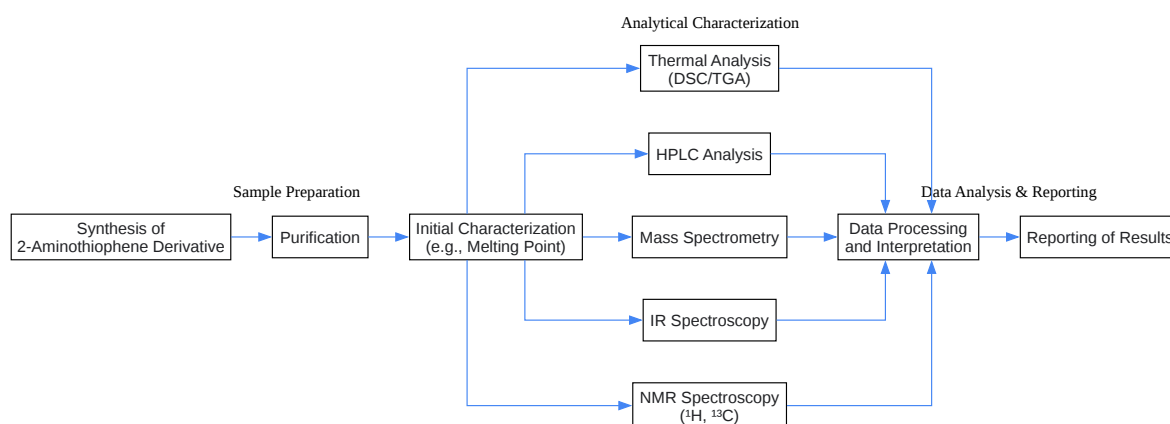 Analytical Characterization
Thermal Analysis
(DSC/TGA)
HPLC Analysis
Sample Preparation
Data Analysis & Reporting
Synthesis of
2-Aminothiophene Derivative
Purification
Initial Characterization
(e.g., Melting Point)
Mass Spectrometry
Data Processing
and Interpretation
Reporting of Results
IR Spectroscopy
NMR Spectroscopy
(¹H, ¹³C)